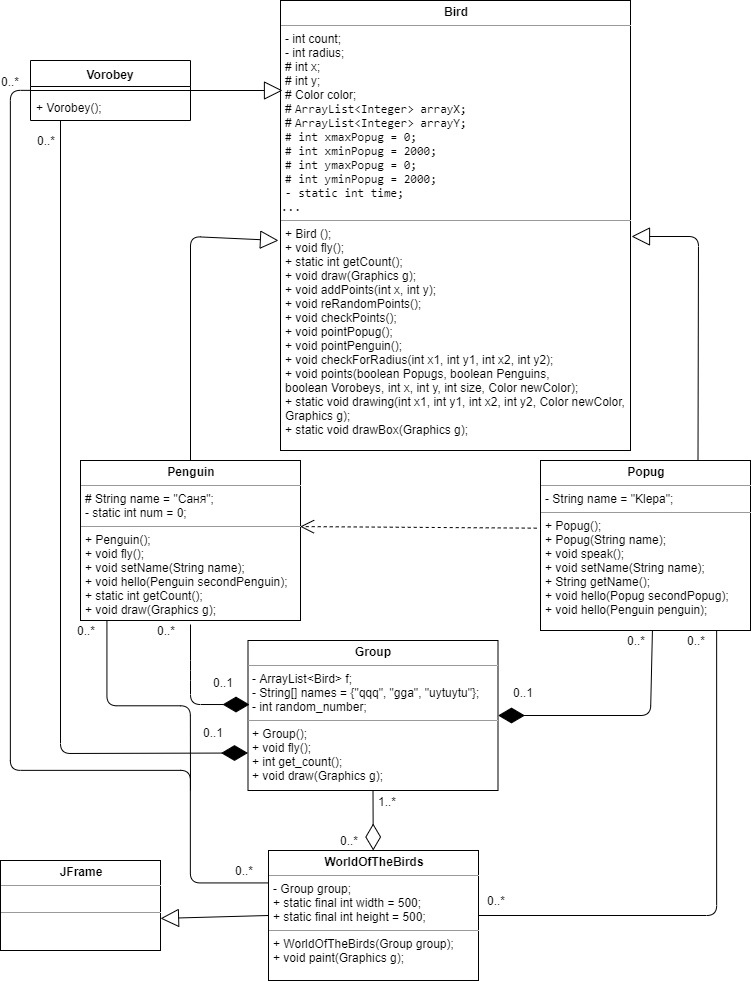 Bird
- int count;
- int radius;
# int x;
# int y;
# Color color;
# ArrayList<Integer> arrayX;
# ArrayList<Integer> arrayY;
# int xmaxPopug = 0;
# int xminPopug = 2000;
# int ymaxPopug = 0;
# int yminPopug = 2000;
- static int time;
...
+ Bird ();
+ void fly();
+ static int getCount();
+ void draw(Graphics g);
+ void addPoints(int x, int y);
+ void reRandomPoints();
+ void checkPoints();
+ void pointPopug();
+ void pointPenguin();
+ void checkForRadius(int x1, int y1, int x2, int y2);
+ void points(boolean Popugs, boolean Penguins,
boolean Vorobeys, int x, int y, int size, Color newColor);
+ static void drawing(int x1, int y1, int x2, int y2, Color newColor,
Graphics g);
+ static void drawBox(Graphics g);
0..*
Vorobey
+ Vorobey();
0..*
Penguin
# String name = "Саня";
- static int num = 0;
+ Penguin();
+ void fly();
+ void setName(String name);
+ void hello(Penguin secondPenguin);
+ static int getCount();
+ void draw(Graphics g);
0..*
0..*
Popug
- String name = "Klepa";
+ Popug();
+ Popug(String name);
+ void speak();
+ void setName(String name);
+ String getName();
+ void hello(Popug secondPopug);
+ void hello(Penguin penguin);
0..*
0..*
Group
- ArrayList<Bird> f;
- String[] names = {"qqq", "gga", "uytuytu"};
- int random_number;
+ Group();
+ void fly();
+ int get_count();
+ void draw(Graphics g);
0..1
0..1
0..1
1..*
0..*
0..*
0..*
WorldOfTheBirds
- Group group;
+ static final int width = 500;
+ static final int height = 500;
+ WorldOfTheBirds(Group group);
+ void paint(Graphics g);
JFrame